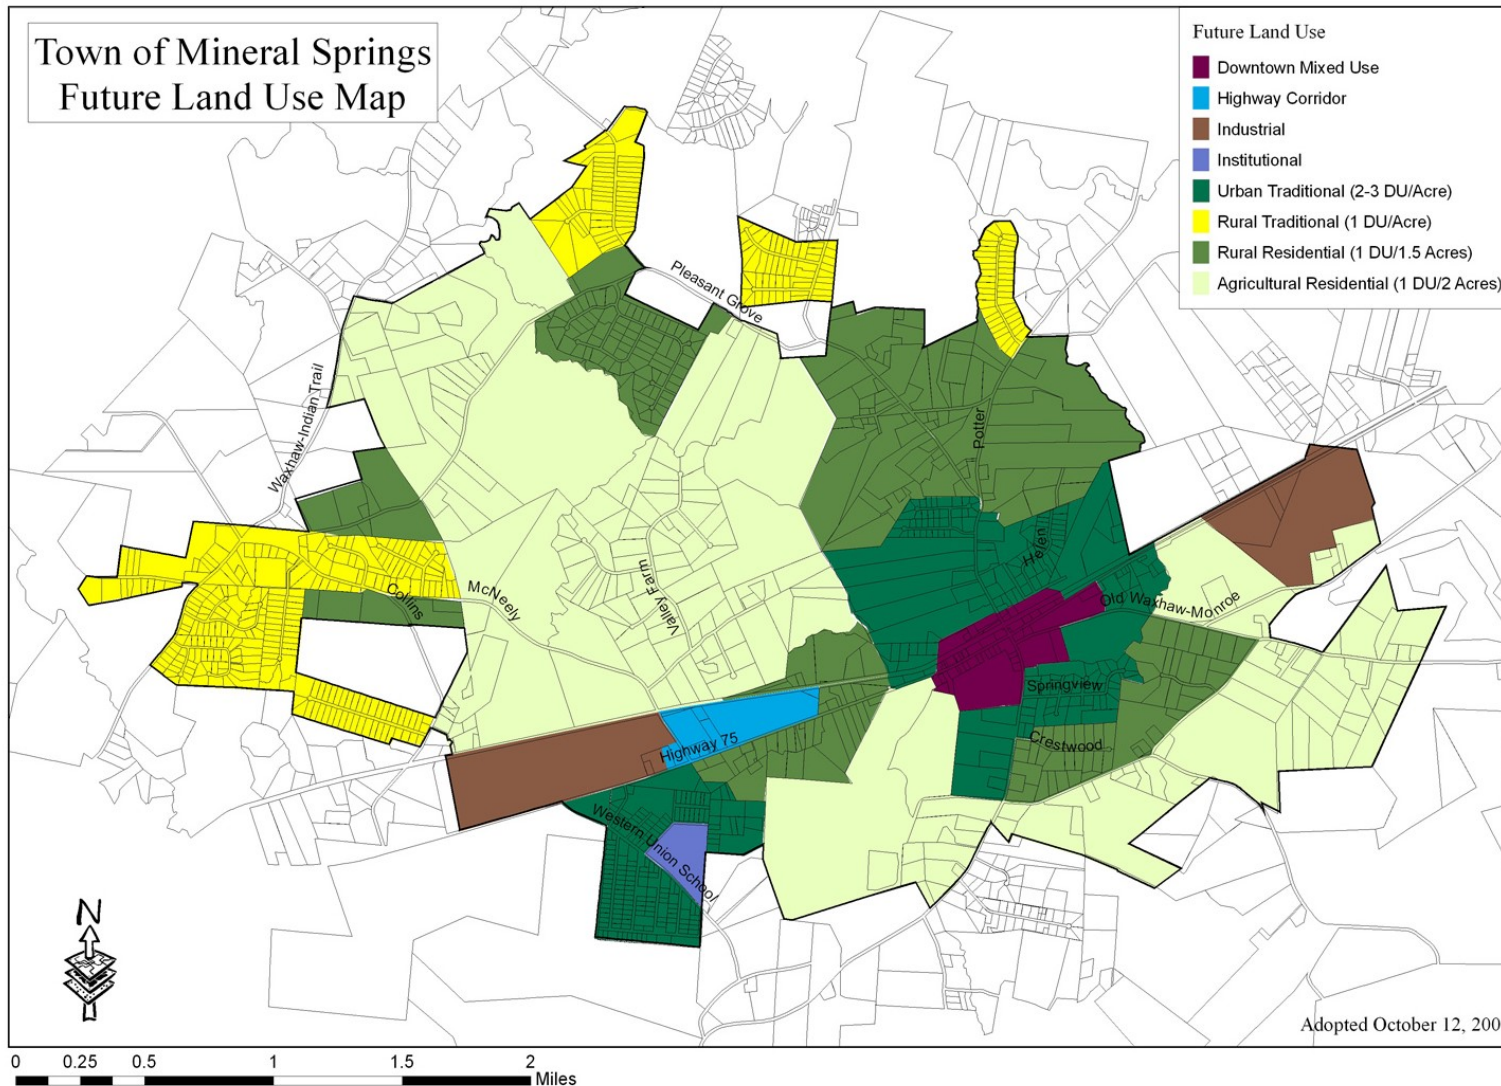 Town of Mineral Springs
Future Land Use Map
Future Land Use
Downtown Mixed Use
Highway Corridor
Industrial
Institutional
Urban Traditional (2-3 DU/Acre)
Rural Traditional (1 DU/Acre)
Rural Residential (1 DU/1.5 Acres)
Agricultural Residential (1 DU/2 Acres)
Pleasant Grove
Waxhaw-Indian Trail
Potter
Helen
Collins
McNeely
Valley Farm
Old Waxhaw-Monroe
Springview
Crestwood
Highway 75
Western Union School
N
Adopted October 12, 200
0 0.25 0.5 1 1.5 2
Miles